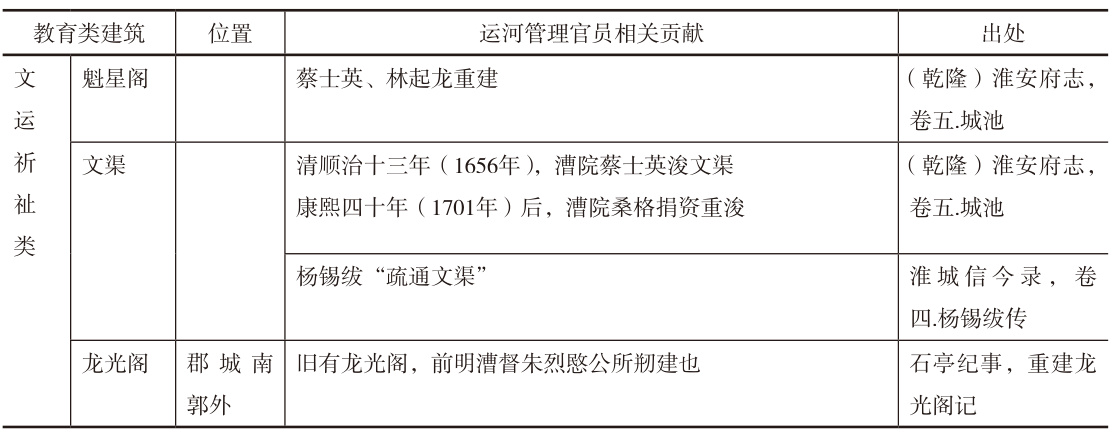 教育类建筑 位置 运河管理官员相关贡献 出处
文运祈祉类
魁星阁 蔡士英、林起龙重建 （乾隆）淮安府志，
卷五.城池
文渠 清顺治十三年（1656年），漕院蔡士英浚文渠 （乾隆）淮安府志，
康熙四十年（1701年）后，漕院桑格捐资重浚 卷五.城池
杨锡绂“疏通文渠” 淮城信今录，卷
四.杨锡绂传
龙光阁 郡城南 旧有龙光阁，前明漕督朱烈愍公所剏建也 石亭纪事，重建龙
郭外 光阁记